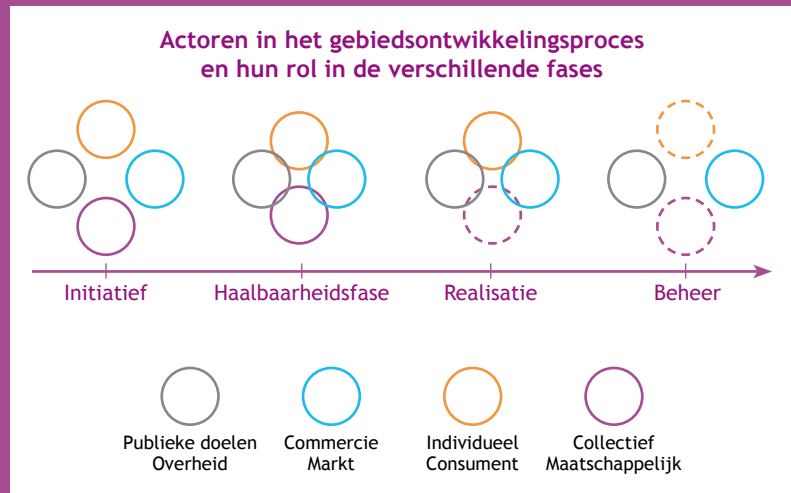 Actoren in het gebiedsontwikkelingsproces
en hun rol in de verschillende fases
Initiatief
Haalbaarheidsfase
Realisatie
Beheer
Publieke doelen
Overheid
Commercie
Markt
Individueel
Consument
Collectief
Maatschappelijk